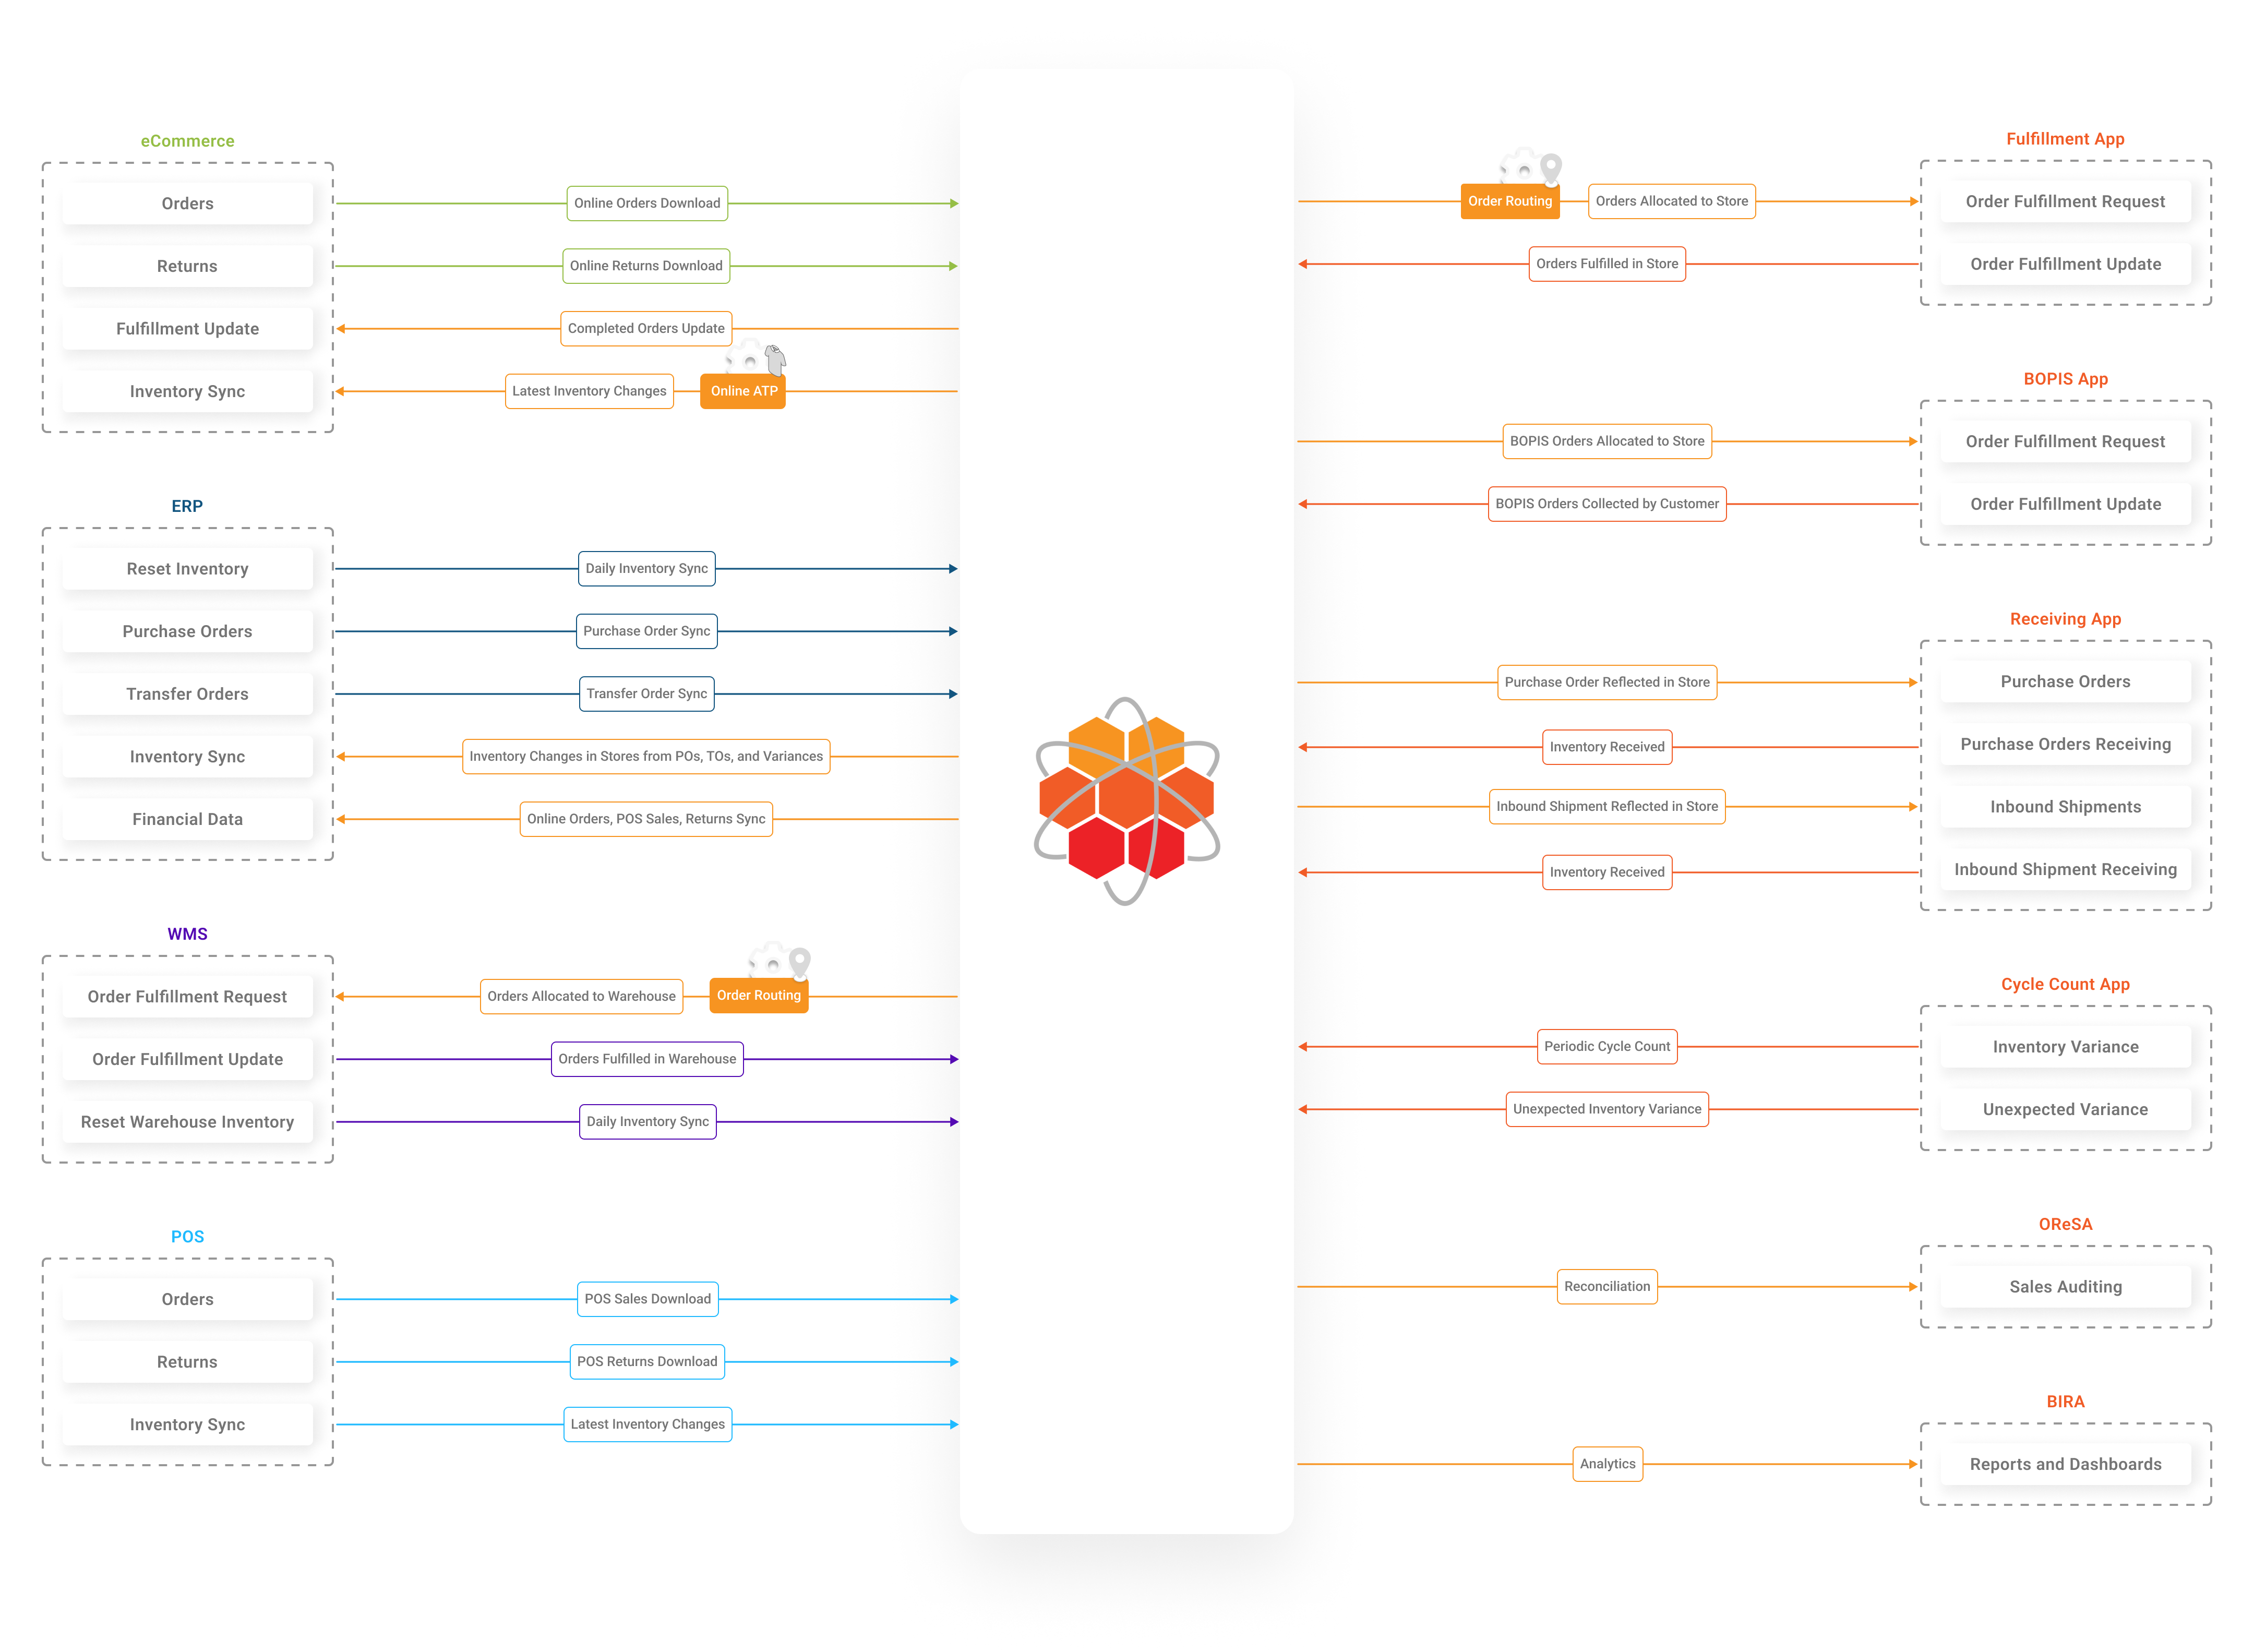 eCommerce
Orders
Online Orders Download
Returns
Online Returns Download
Fulfillment Update
Completed Orders Update
Inventory Sync
Latest Inventory Changes
Online ATP
ERP
Reset Inventory
Daily Inventory Sync
Purchase Orders
Purchase Order Sync
Transfer Orders
Transfer Order Sync
Inventory Sync
Inventory Changes in Stores from POs, TOs, and Variances
Financial Data
Online Orders, POS Sales, Returns Sync
WMS
Order Fulfillment Request
Orders Allocated to Warehouse
Order Routing
Order Fulfillment Update
Orders Fulfilled in Warehouse
Reset Warehouse Inventory
Daily Inventory Sync
POS
Orders
POS Sales Download
Returns
POS Returns Download
Inventory Sync
Latest Inventory Changes
Fulfillment App
Order Routing
Orders Allocated to Store
Order Fulfillment Request
Orders Fulfilled in Store
Order Fulfillment Update
BOPIS App
BOPIS Orders Allocated to Store
Order Fulfillment Request
BOPIS Orders Collected by Customer
Order Fulfillment Update
Receiving App
Purchase Order Reflected in Store
Purchase Orders
Inventory Received
Purchase Orders Receiving
Inbound Shipment Reflected in Store
Inbound Shipments
Inventory Received
Inbound Shipment Receiving
Cycle Count App
Periodic Cycle Count
Inventory Variance
Unexpected Inventory Variance
Unexpected Variance
OReSA
Reconciliation
Sales Auditing
BIRA
Analytics
Reports and Dashboards